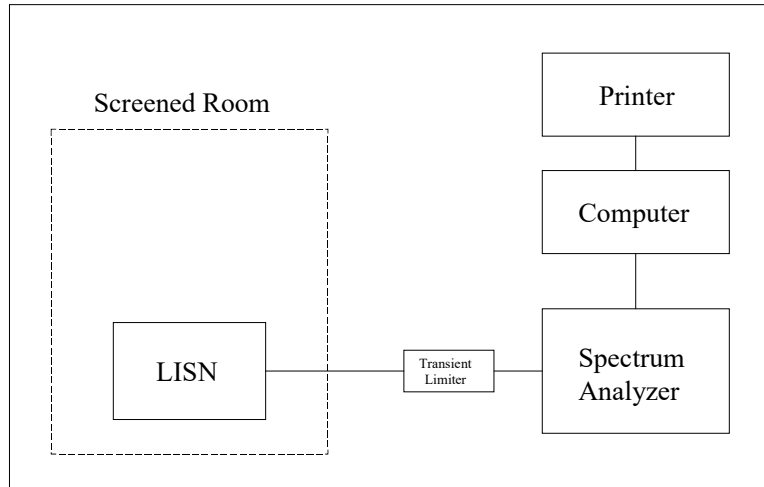 Screened Room
Printer
Computer
LISN
Transient
Limiter
Spectrum
Analyzer